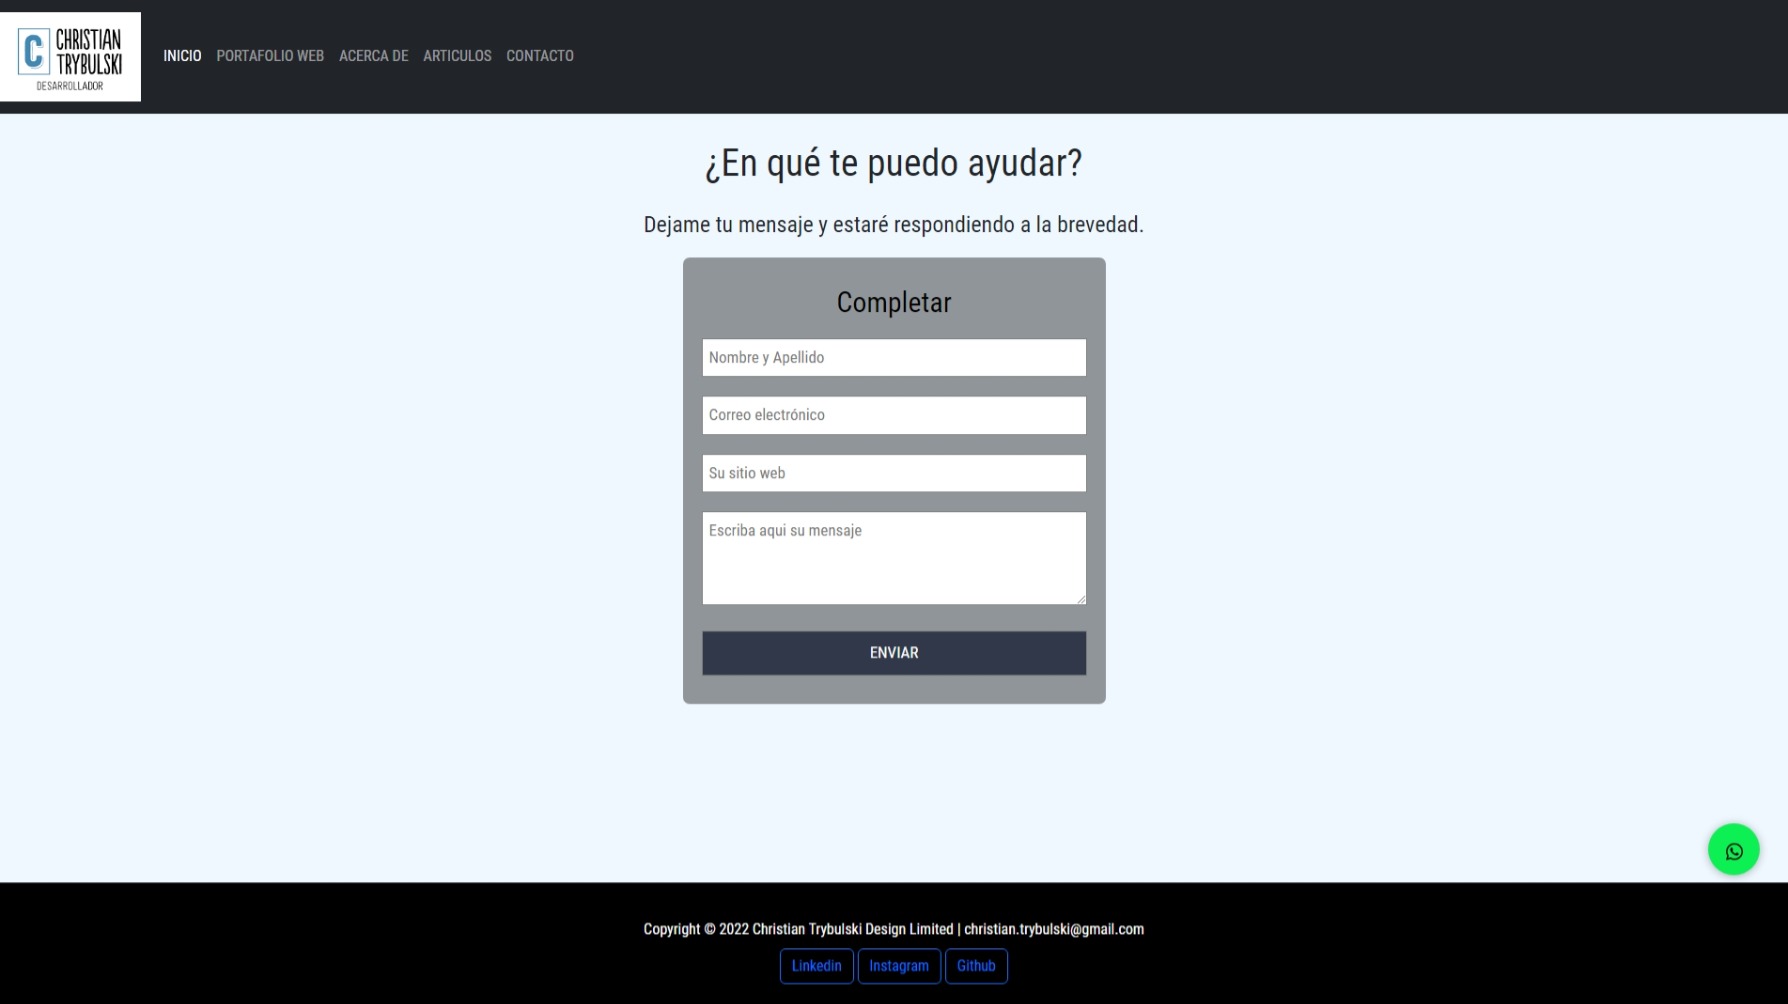 C CHRISTIAN
TRYBULSKI
DESARROLLADOR
INICIO PORTAFOLIO WEB ACERCA DE ARTICULOS CONTACTO
¿En qué te puedo ayudar?
Dejame tu mensaje y estaré respondiendo a la brevedad.
Completar
Nombre y Apellido
Correo electrónico
Su sitio web
Escriba aqui su mensaje
ENVIAR
Copyright © 2022 Christian Trybulski Design Limited | christian.trybulski@gmail.com
Linkedin Instagram Github